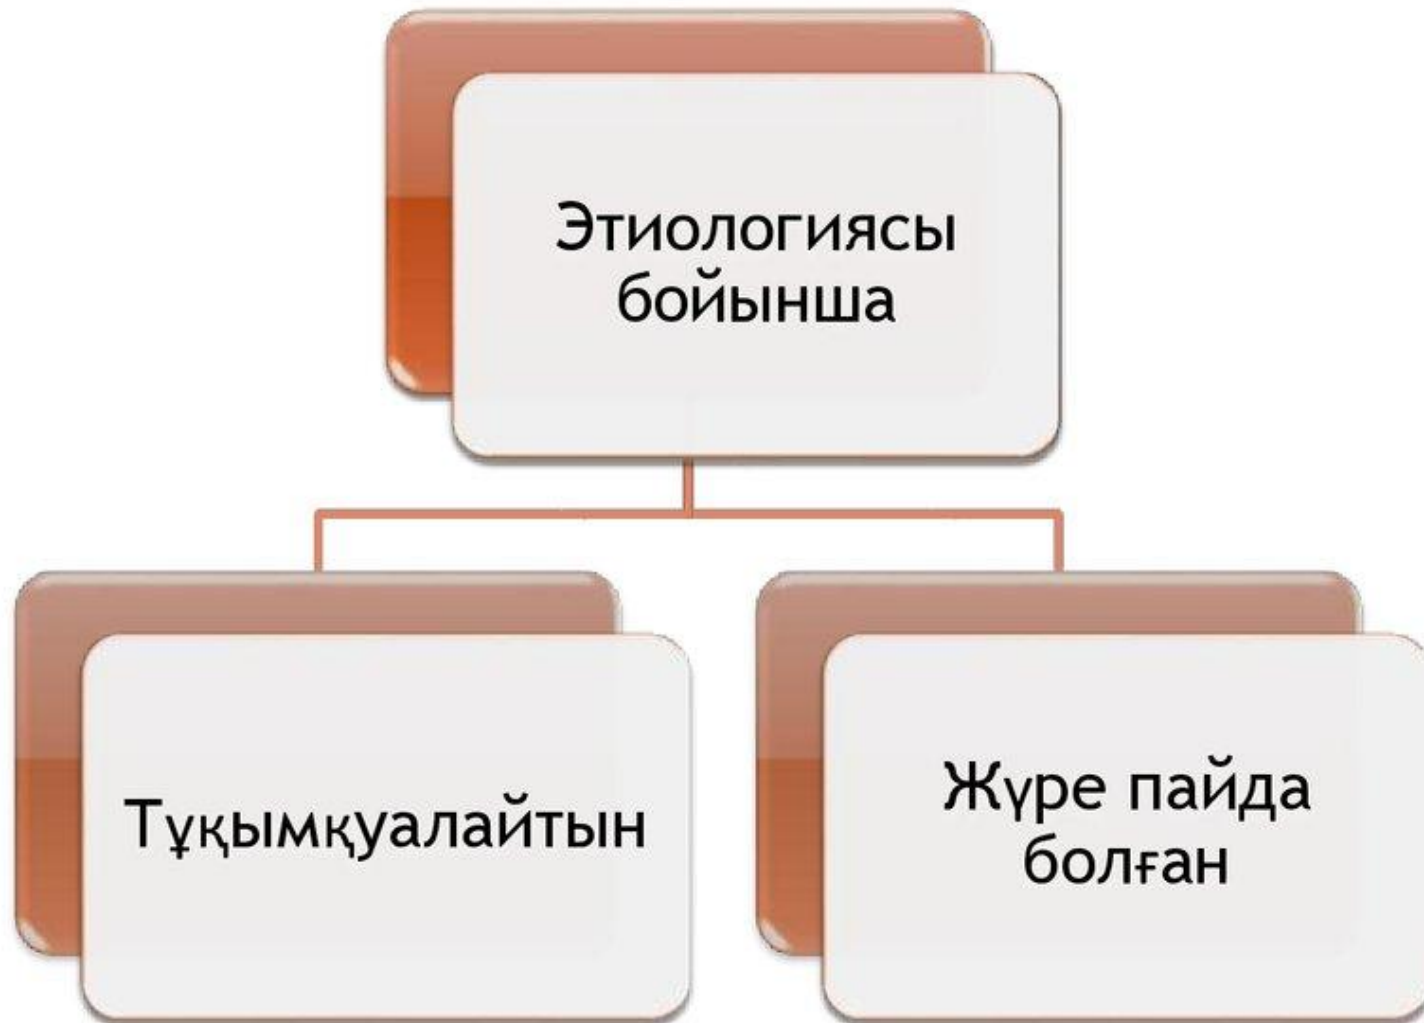 Этиологиясы
бойынша
Тұқымқуалайтын
Жүре пайда
болған